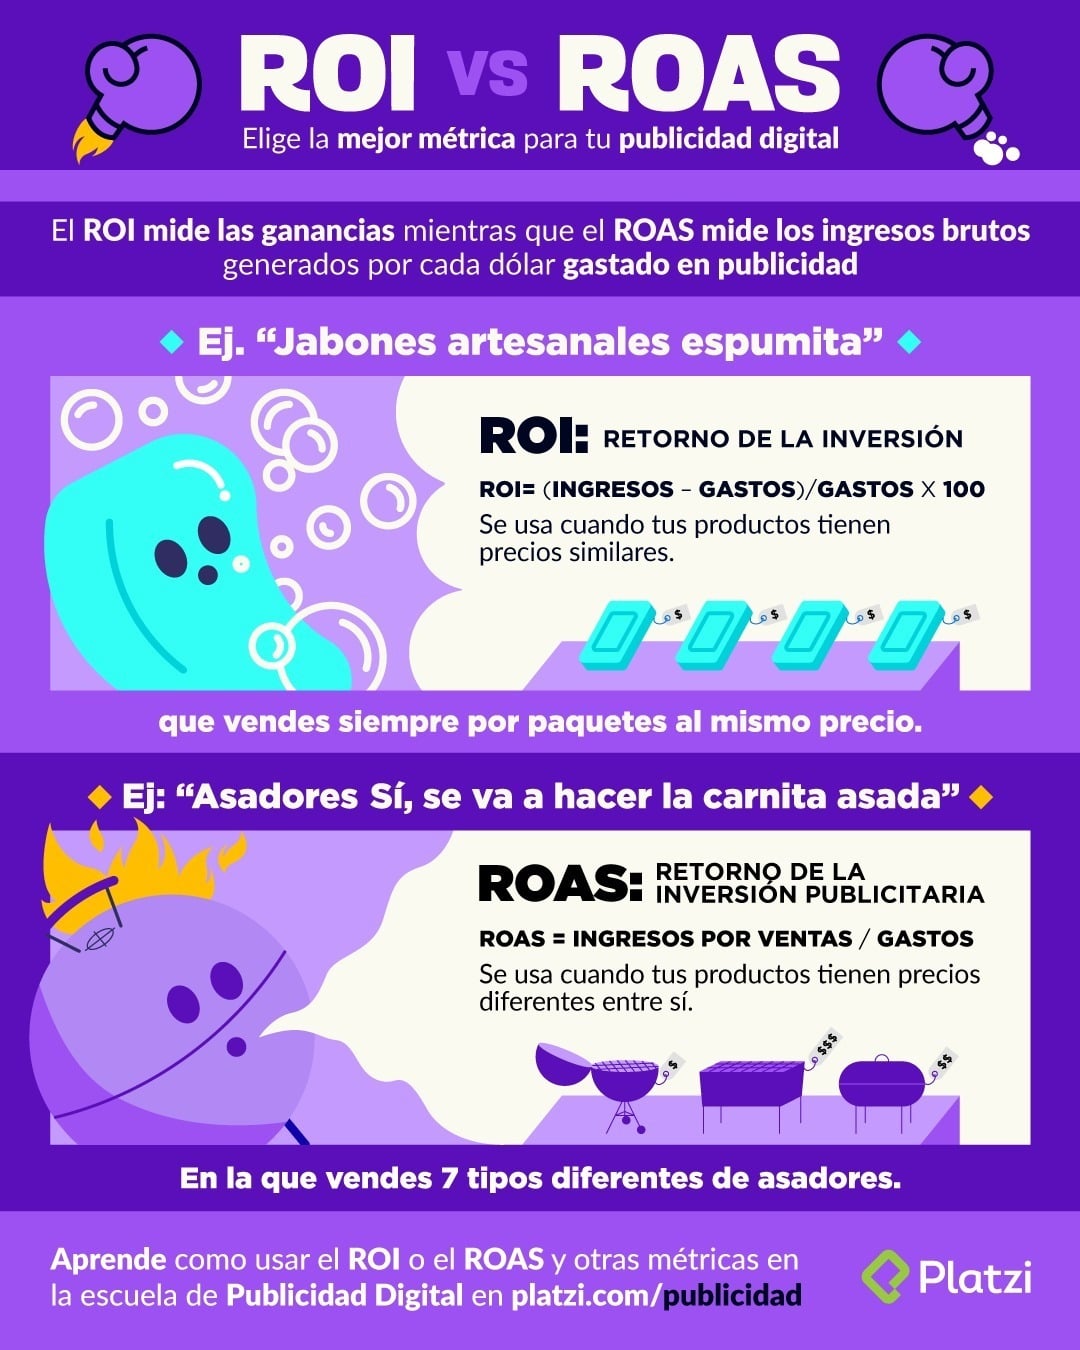 ROI vs ROAS
Elige la mejor métrica para tu publicidad digital
El ROI mide las ganancias mientras que el ROAS mide los ingresos brutos
generados por cada dólar gastado en publicidad
Ej. “Jabones artesanales espumita”
ROI: RETORNO DE LA INVERSIÓN
ROI= (INGRESOS – GASTOS)/GASTOS X 100
Se usa cuando tus productos tienen
precios similares.
$ $ $ $
que vendes siempre por paquetes al mismo precio.
Ej: “Asadores Sí, se va a hacer la carnita asada”
ROAS: RETORNO DE LA
INVERSIÓN PUBLICITARIA
ROAS = INGRESOS POR VENTAS / GASTOS
Se usa cuando tus productos tienen precios
diferentes entre sí.
$ $$$ $$
En la que vendes 7 tipos diferentes de asadores.
Aprende como usar el ROI o el ROAS y otras métricas en
la escuela de Publicidad Digital en platzi.com/publicidad
Platzi